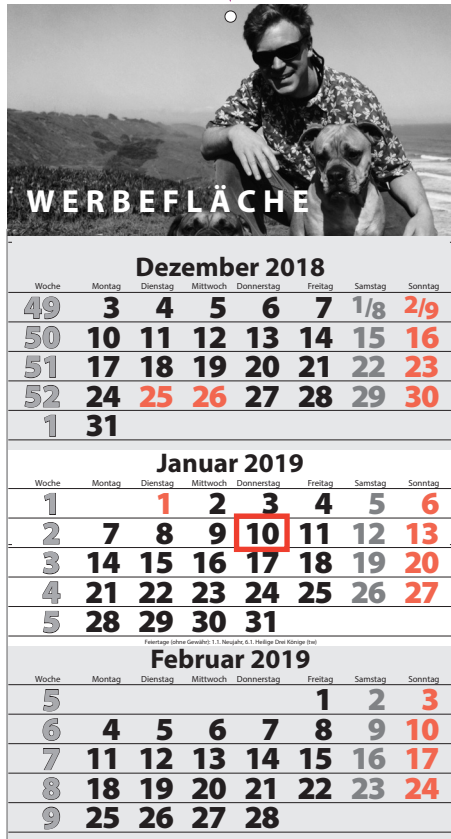 WERBEFLÄCHE
Dezember 2018
Woche Montag Dienstag Mittwoch Donnerstag Freitag Samstag Sonntag
49 3 4 5 6 7 1/8 2/9
50 10 11 12 13 14 15 16
51 17 18 19 20 21 22 23
52 24 25 26 27 28 29 30
1 31
Januar 2019
Woche Montag Dienstag Mittwoch Donnerstag Freitag Samstag Sonntag
1 1 2 3 4 5 6
2 7 8 9 10 11 12 13
3 14 15 16 17 18 19 20
4 21 22 23 24 25 26 27
5 28 29 30 31
Feiertage (ohne Gewähr): 1.1. Neujahr, 6.1. Heilige Drei Könige (tw)
Februar 2019
Woche Montag Dienstag Mittwoch Donnerstag Freitag Samstag Sonntag
5 1 2 3
6 4 5 6 7 8 9 10
7 11 12 13 14 15 16 17
8 18 19 20 21 22 23 24
9 25 26 27 28